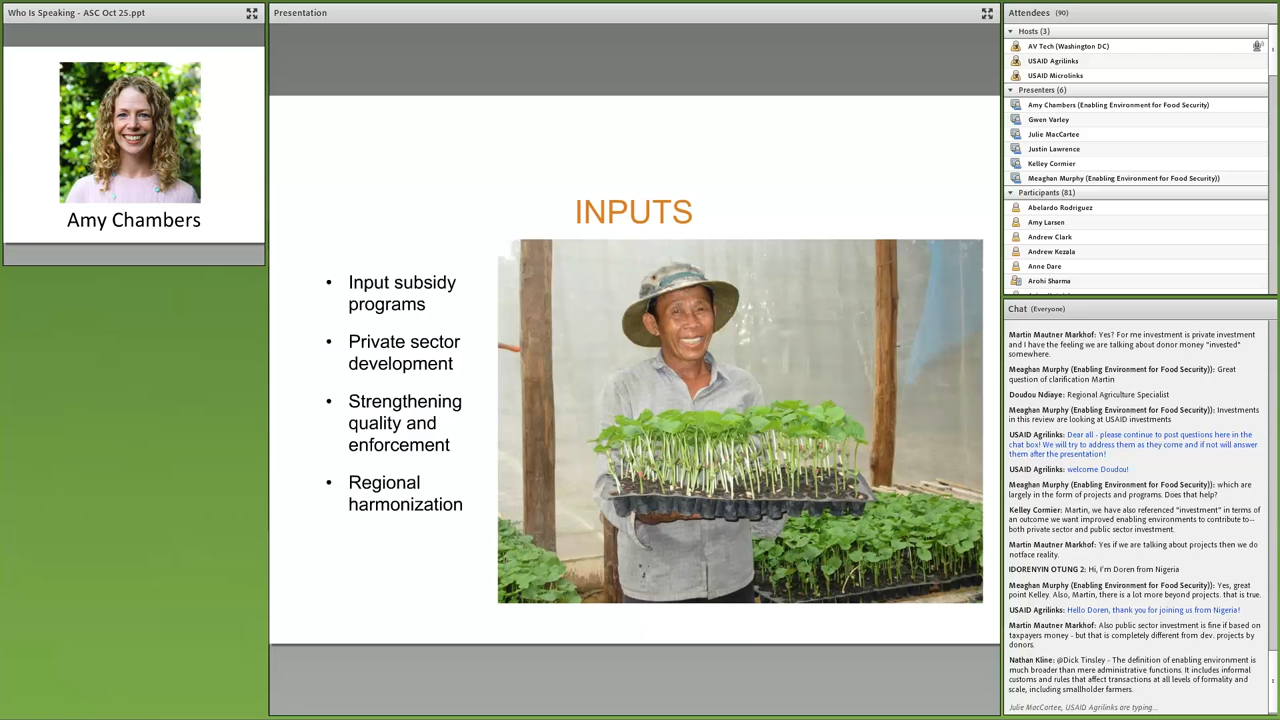 Who Is Speaking - ASC Oct 25.ppt
Amy Chambers
Presentation
INPUTS
• Input subsidy
programs
• Private sector
development
• Strengthening
quality and
enforcement
• Regional
harmonization
Attendees (90)
Hosts (3)
AV Tech (Washington DC)
USAID Agrilinks
USAID Microlinks
Presenters (6)
Amy Chambers (Enabling Environment for Food Security)
Gwen Varley
Julie MacCartee
Justin Lawrence
Kelley Cormier
Meaghan Murphy (Enabling Environment for Food Security))
Participants (81)
Abelardo Rodriguez
Amy Larsen
Andrew Clark
Andrew Kezala
Anne Dare
Arohi Sharma
Chat (Everyone)
Martin Mautner Markhof: Yes? For me investment is private investment
and I have the feeling we are talking about donor money "invested"
somewhere.
Meaghan Murphy (Enabling Environment for Food Security)): Great
question of clarification Martin
Doudou Ndiaye: Regional Agriculture Specialist
Meaghan Murphy (Enabling Environment for Food Security)): Investments
in this review are looking at USAID investments
USAID Agrilinks: Dear all - please continue to post questions here in the
chat box! We will try to address them as they come and if not will answer
them after the presentation!
USAID Agrilinks: welcome Doudou!
Meaghan Murphy (Enabling Environment for Food Security)): which are
largely in the form of projects and programs. Does that help?
Kelley Cormier: Martin, we have also referenced "investment" in terms of
an outcome we want improved enabling environments to contribute to--
both private sector and public sector investment.
Martin Mautner Markhof: Yes if we are talking about projects then we do
notface reality.
IDORENYIN OTUNG 2: Hi, I'm Doren from Nigeria
Meaghan Murphy (Enabling Environment for Food Security)): Yes, great
point Kelley. Also, Martin, there is a lot more beyond projects. that is true.
USAID Agrilinks: Hello Doren, thank you for joining us from Nigeria!
Martin Mautner Markhof: Also public sector investment is fine if based on
taxpayers money - but that is completely different from dev. projects by
donors.
Nathan Kline: @Dick Tinsley - The definition of enabling environment is
much broader than mere administrative functions. It includes informal
customs and rules that affect transactions at all levels of formality and
scale, including smallholder farmers.
Julie MacCartee, USAID Agrilinks are typing...